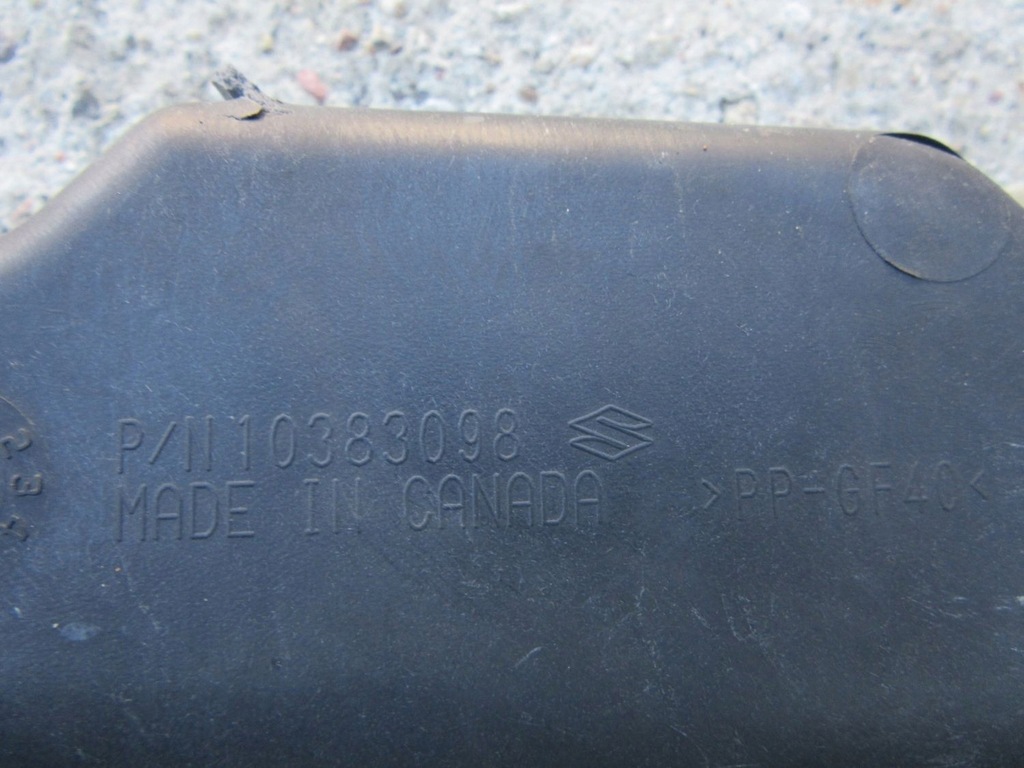 P/N 10383098
MADE IN CANADA
>PP-GF40<